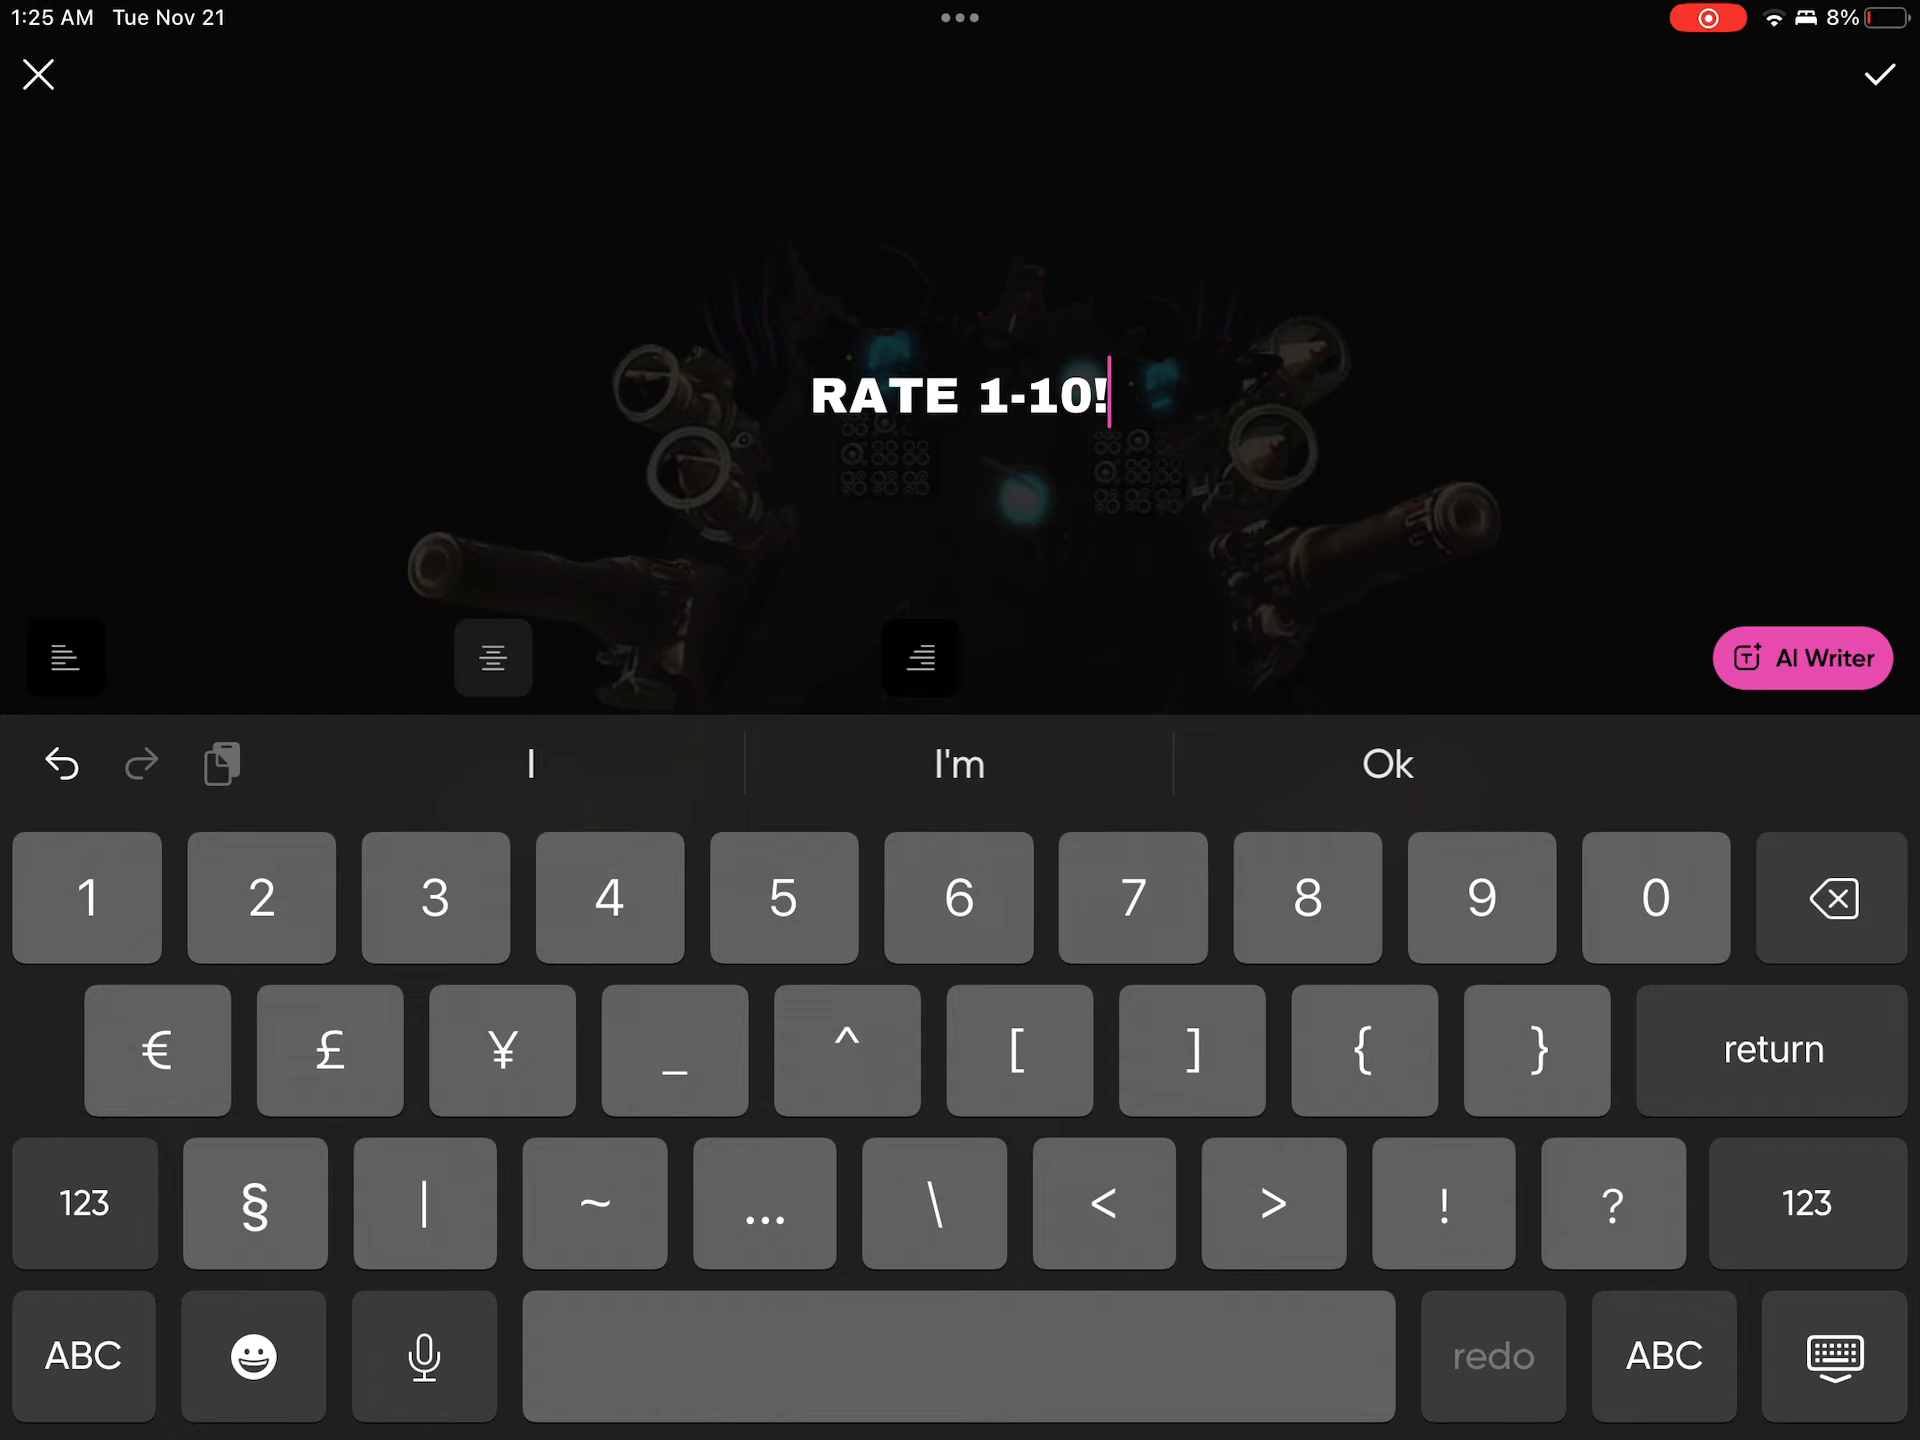 1:25 AM Tue Nov 21
8%
RATE 1-10!
AI Writer
I I'm Ok
1 2 3 4 5 6 7 8 9 0
€ £ ¥ _ ^ [ ] { } return
123 § | ~ ... \ < > ! ? 123
ABC redo ABC